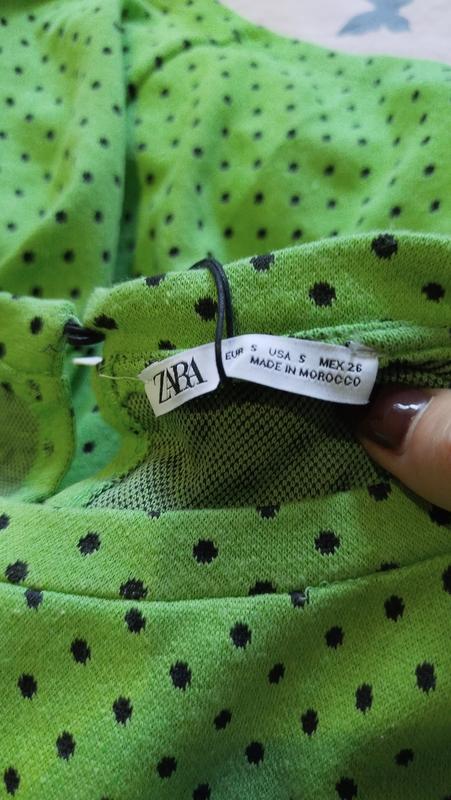 ZARA
EUR S USA S MEX 26
MADE IN MOROCCO